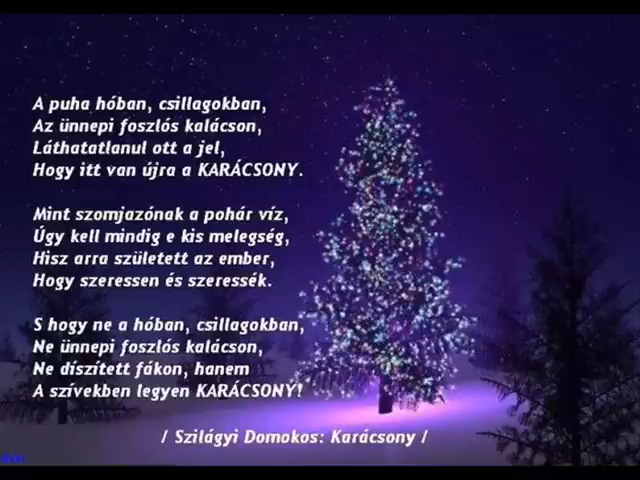 A puha hóban, csillagokban,
Az ünnepi foszlós kalácson,
Láthatatlanul ott a jel,
Hogy itt van újra a KARÁCSONY.
Mint szomjazónak a pohár víz,
Úgy kell mindig e kis melegség,
Hisz arra született az ember,
Hogy szeressen és szeressék.
S hogy ne a hóban, csillagokban,
Ne ünnepi foszlós kalácson,
Ne díszített fákon, hanem
A szívekben legyen KARÁCSONY!
/ Szilágyi Domokos: Karácsony /